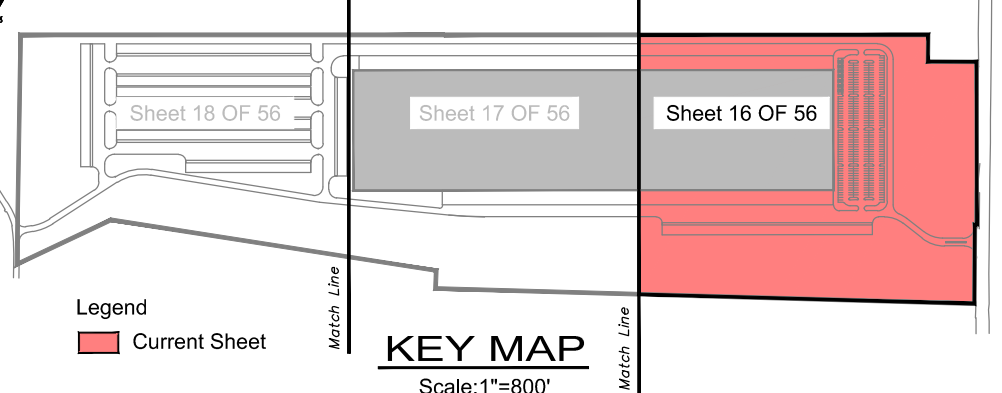 Sheet 18 OF 56
Sheet 17 OF 56
Sheet 16 OF 56
Match Line
Match Line
Legend
Current Sheet
KEY MAP
Scale:1"=800'